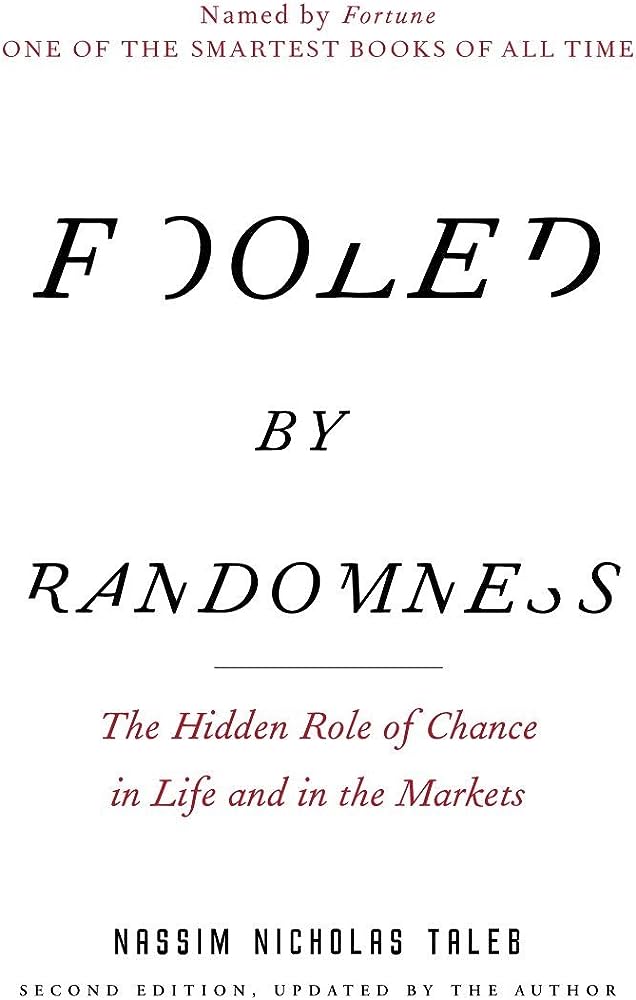 Named by Fortune
ONE OF THE SMARTEST BOOKS OF ALL TIME
FOOLED
BY
RANDOMNESS
The Hidden Role of Chance
in Life and in the Markets
NASSIM NICHOLAS TALEB
SECOND EDITION, UPDATED BY THE AUTHOR